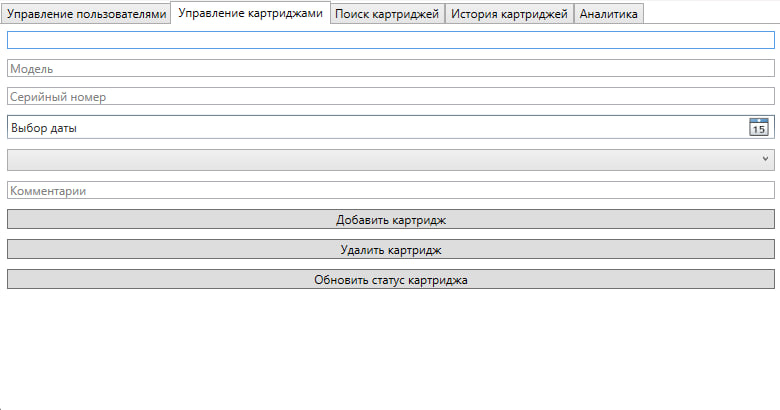 Управление пользователями Управление картриджами Поиск картриджей История картриджей Аналитика
Модель
Серийный номер
Выбор даты 15
Комментарии
Добавить картридж
Удалить картридж
Обновить статус картриджа